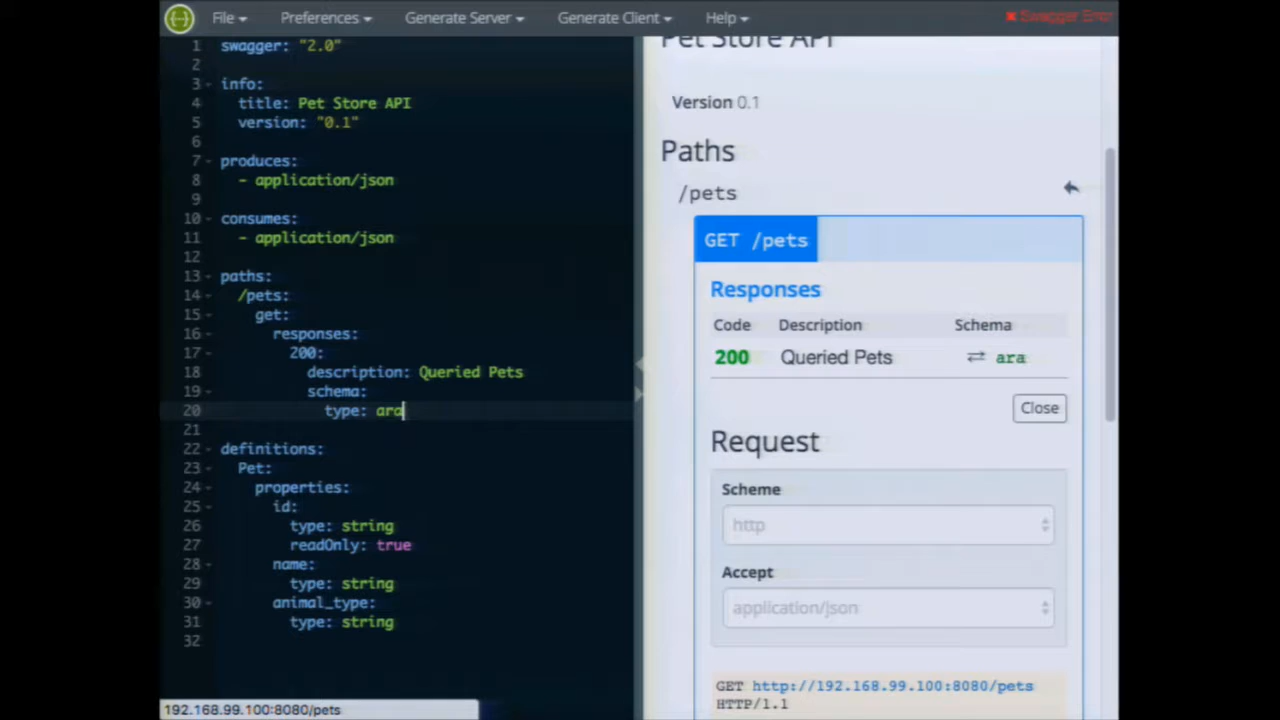 File Preferences Generate Server Generate Client Help Swagger Error
1 swagger: "2.0"
2
3 info:
4 title: Pet Store API
5 version: "0.1"
6
7 produces:
8 - application/json
9
10 consumes:
11 - application/json
12
13 paths:
14 /pets:
15 get:
16 responses:
17 200:
18 description: Queried Pets
19 schema:
20 type: ara
21
22 definitions:
23 Pet:
24 properties:
25 id:
26 type: string
27 readOnly: true
28 name:
29 type: string
30 animal_type:
31 type: string
32
192.168.99.100:8080/pets
Pet Store API
Version 0.1
Paths
/pets
GET /pets
Responses
Code Description Schema
200 Queried Pets ara
Close
Request
Scheme
http
Accept
application/json
GET http://192.168.99.100:8080/pets
HTTP/1.1